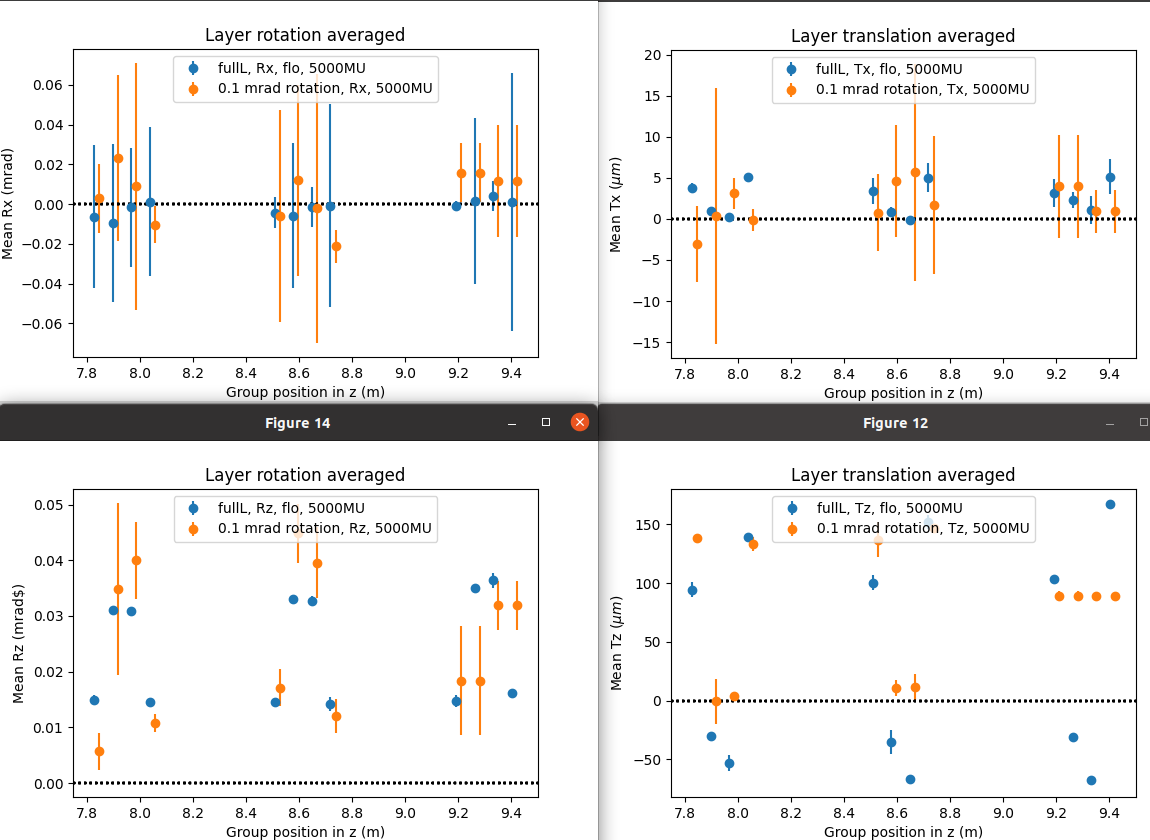 Layer rotation averaged
fullL, Rx, flo, 5000MU
0.1 mrad rotation, Rx, 5000MU
Mean Rx (mrad)
0.06
0.04
0.02
0.00
−0.02
−0.04
−0.06
7.8 8.0 8.2 8.4 8.6 8.8 9.0 9.2 9.4
Group position in z (m)
Layer translation averaged
fullL, Tx, flo, 5000MU
0.1 mrad rotation, Tx, 5000MU
Mean Tx (μm)
20
15
10
5
0
−5
−10
−15
7.8 8.0 8.2 8.4 8.6 8.8 9.0 9.2 9.4
Group position in z (m)
Figure 14
Layer rotation averaged
fullL, Rz, flo, 5000MU
0.1 mrad rotation, Rz, 5000MU
Mean Rz (mrad$)
0.05
0.04
0.03
0.02
0.01
0.00
7.8 8.0 8.2 8.4 8.6 8.8 9.0 9.2 9.4
Group position in z (m)
Figure 12
Layer translation averaged
fullL, Tz, flo, 5000MU
0.1 mrad rotation, Tz, 5000MU
Mean Tz (μm)
150
100
50
0
−50
7.8 8.0 8.2 8.4 8.6 8.8 9.0 9.2 9.4
Group position in z (m)